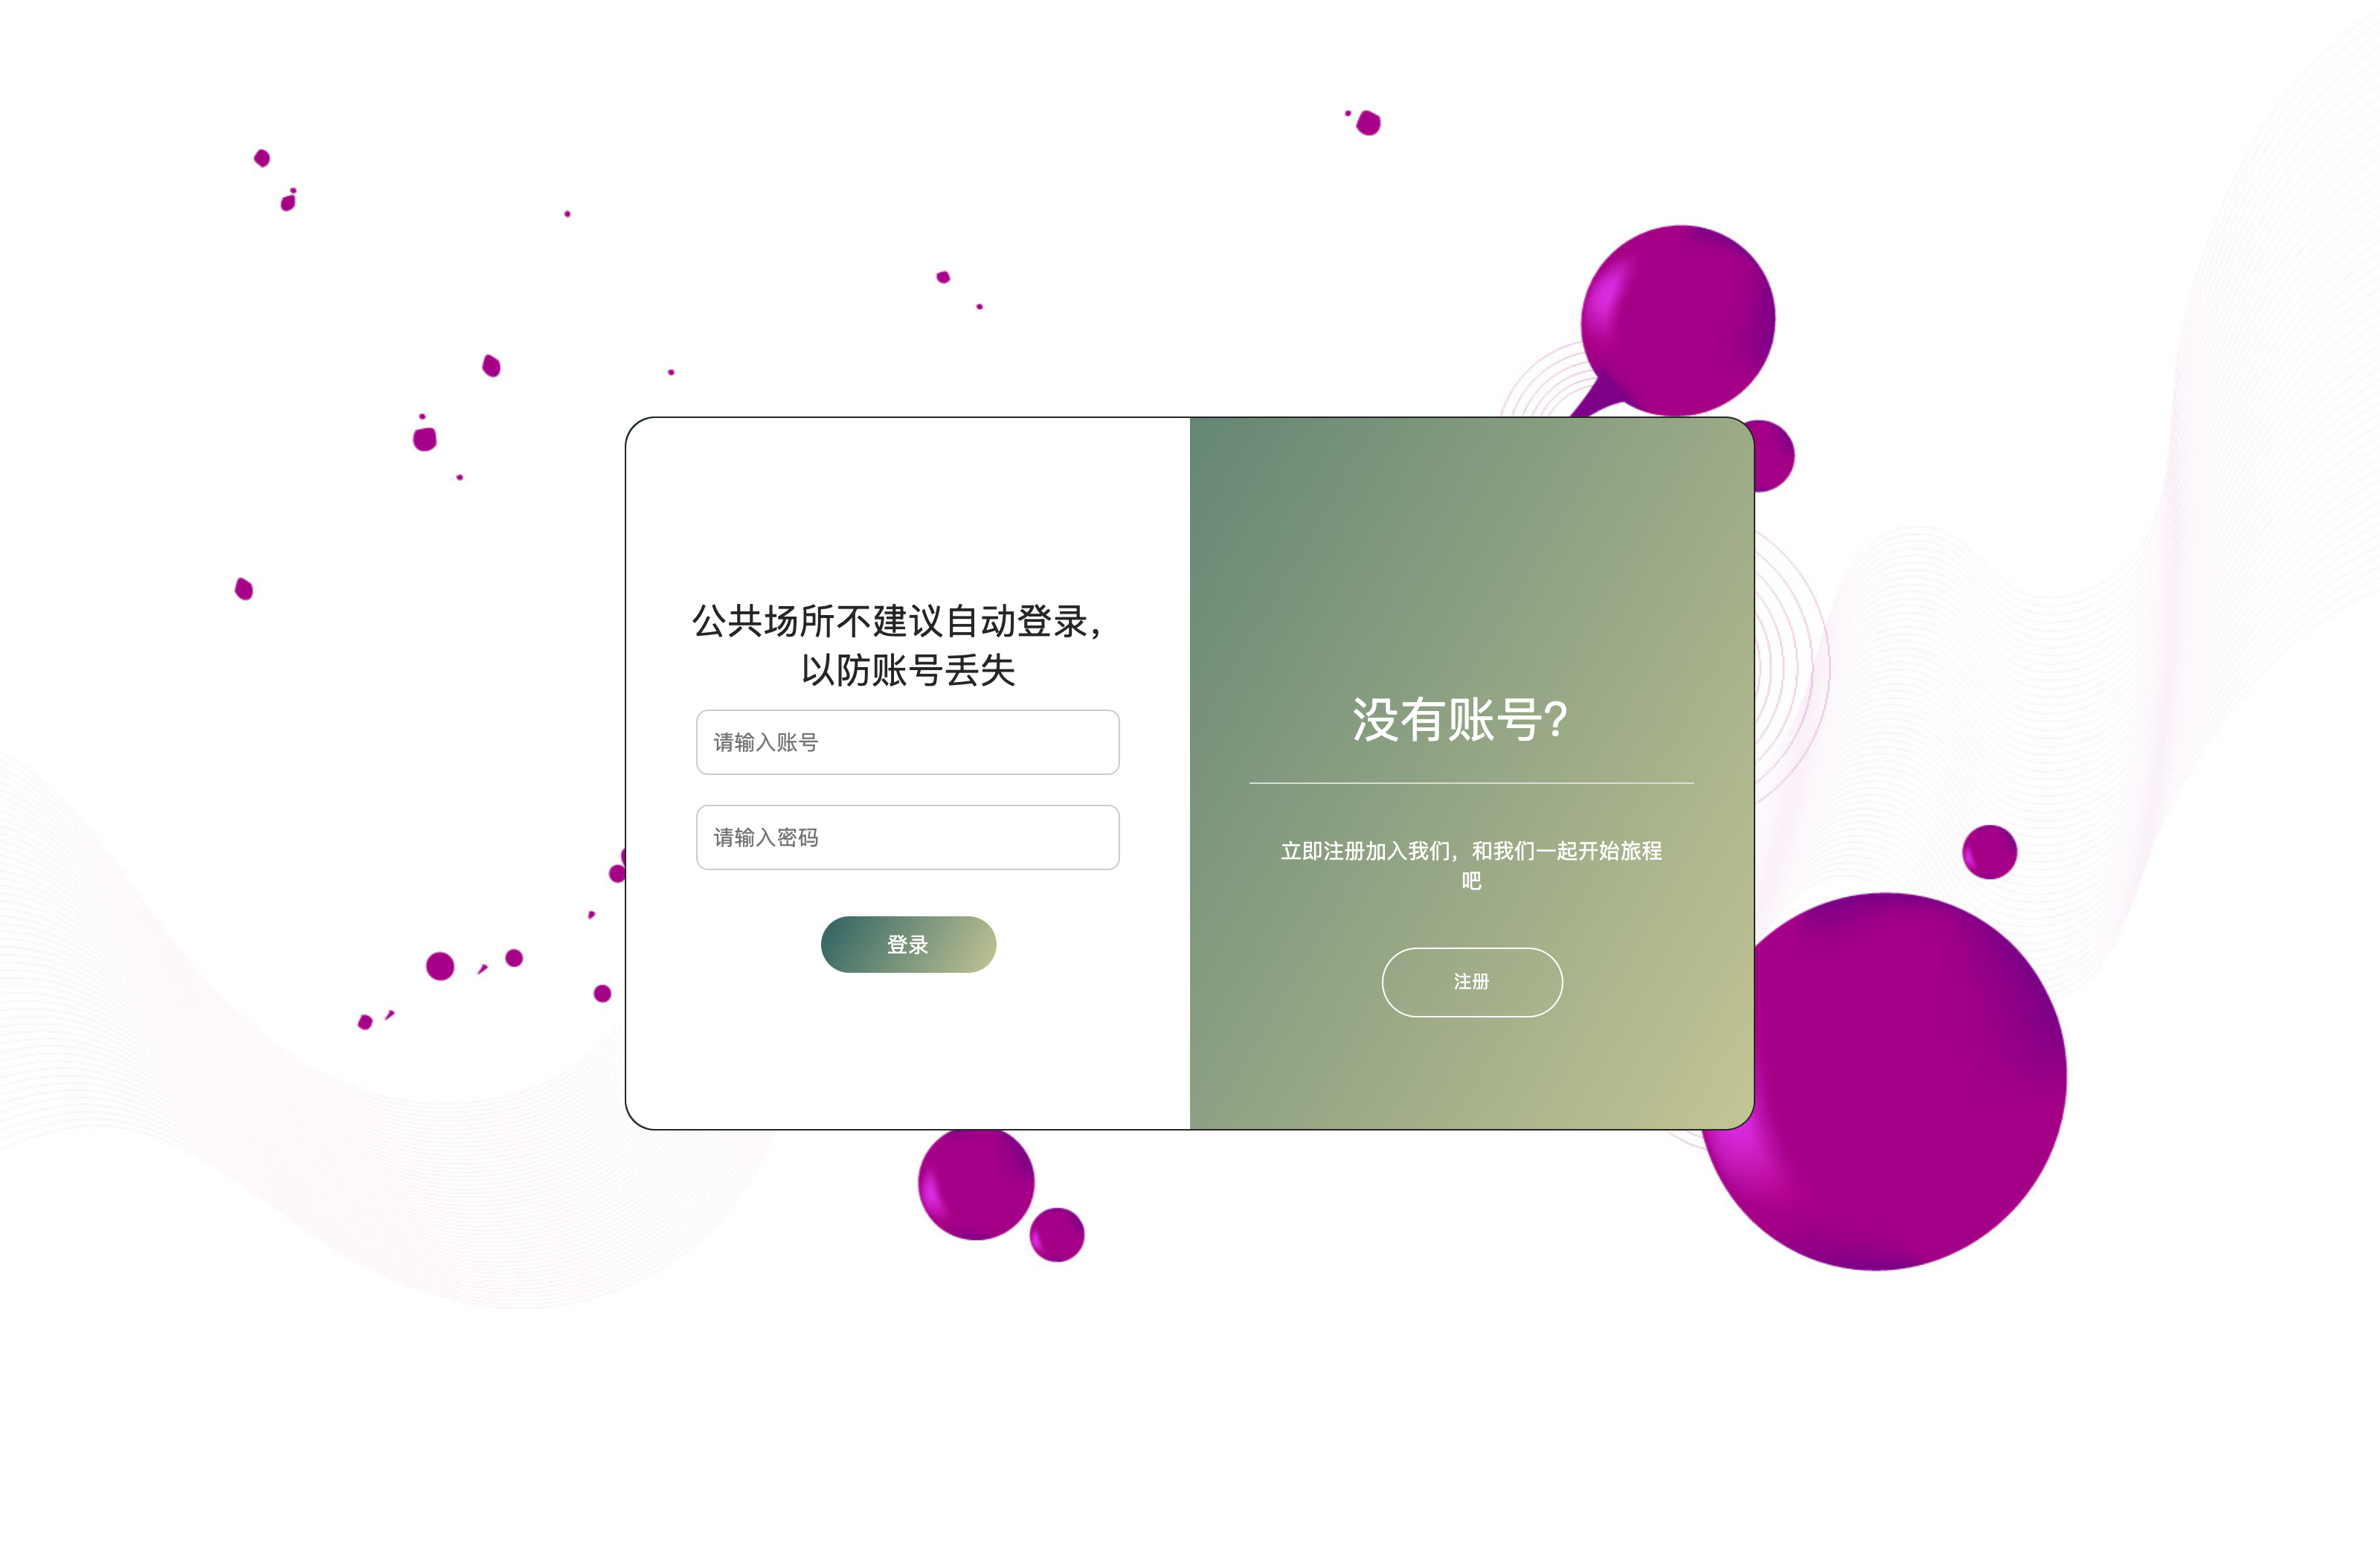 公共场所不建议自动登录，
以防账号丢失
请输入账号
请输入密码
登录
没有账号？
立即注册加入我们，和我们一起开始旅程
吧
注册